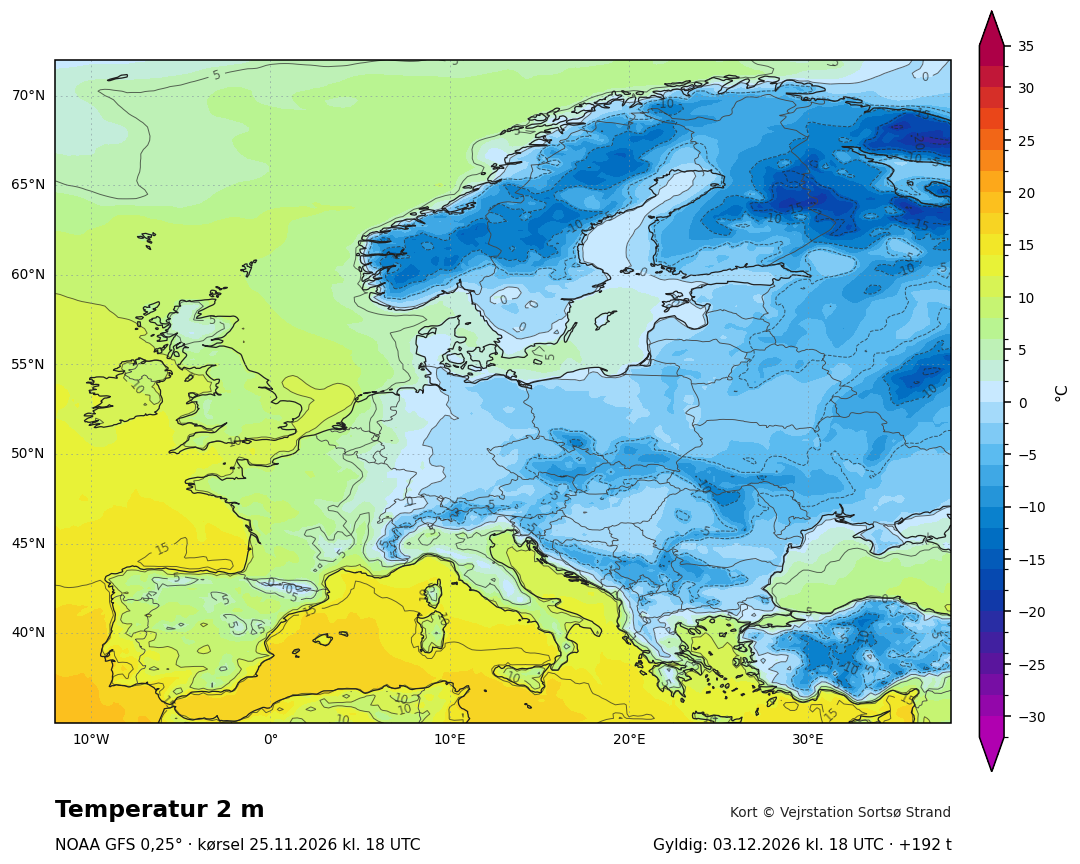 70°N
65°N
60°N
55°N
50°N
45°N
40°N
10°W
0°
10°E
20°E
30°E
35
30
25
20
15
10
5
0
−5
−10
−15
−20
−25
−30
°C
Temperatur 2 m
Kort © Vejrstation Sortsø Strand
NOAA GFS 0,25° · kørsel 25.11.2026 kl. 18 UTC
Gyldig: 03.12.2026 kl. 18 UTC · +192 t